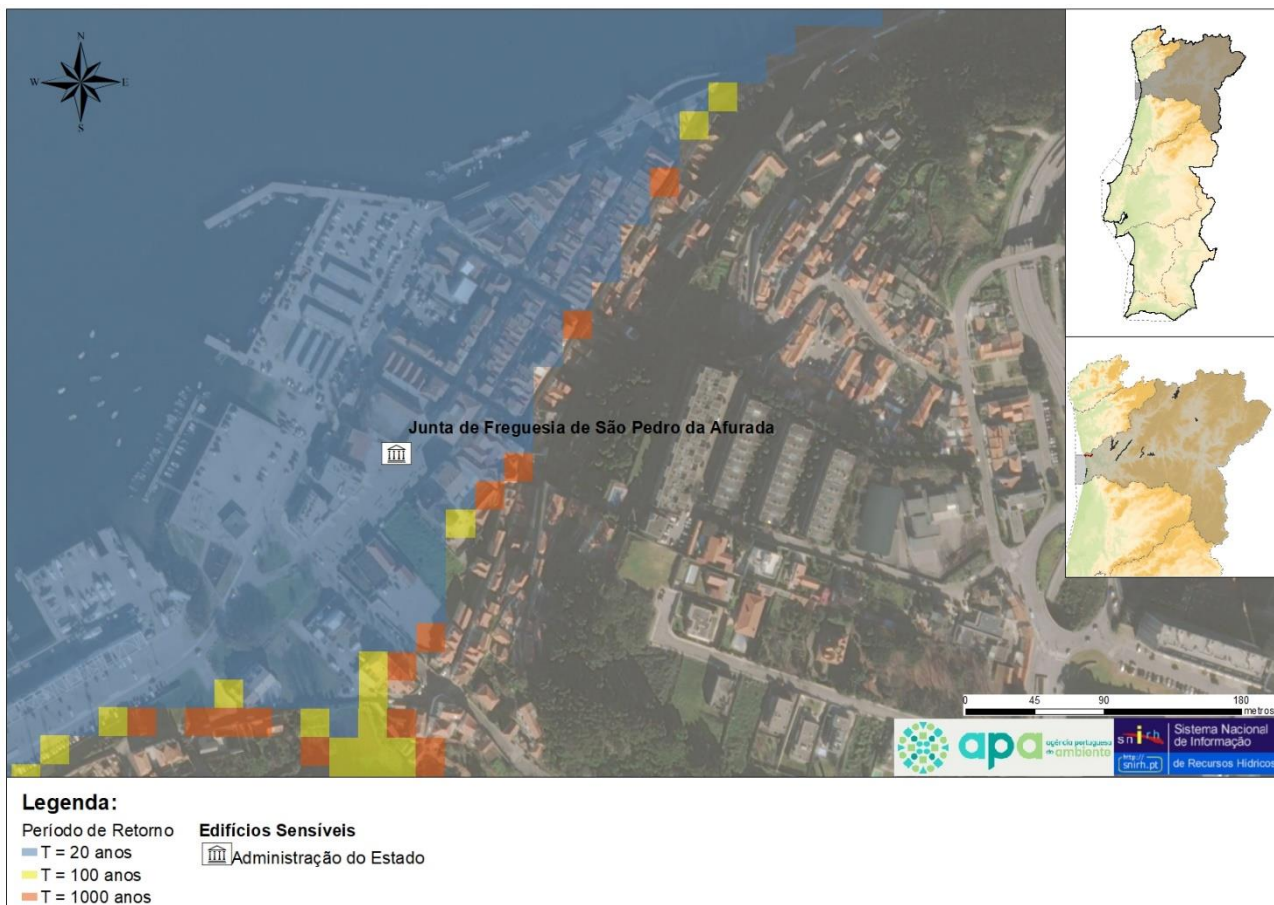 N
W E
S
Junta de Freguesia de São Pedro da Afurada
0 45 90 180
metros
apa agência portuguesa do ambiente
snirh
http://
snirh.pt
Sistema Nacional
de Informação
de Recursos Hídricos
Legenda:
Período de Retorno
T = 20 anos
T = 100 anos
T = 1000 anos
Edifícios Sensíveis
Administração do Estado